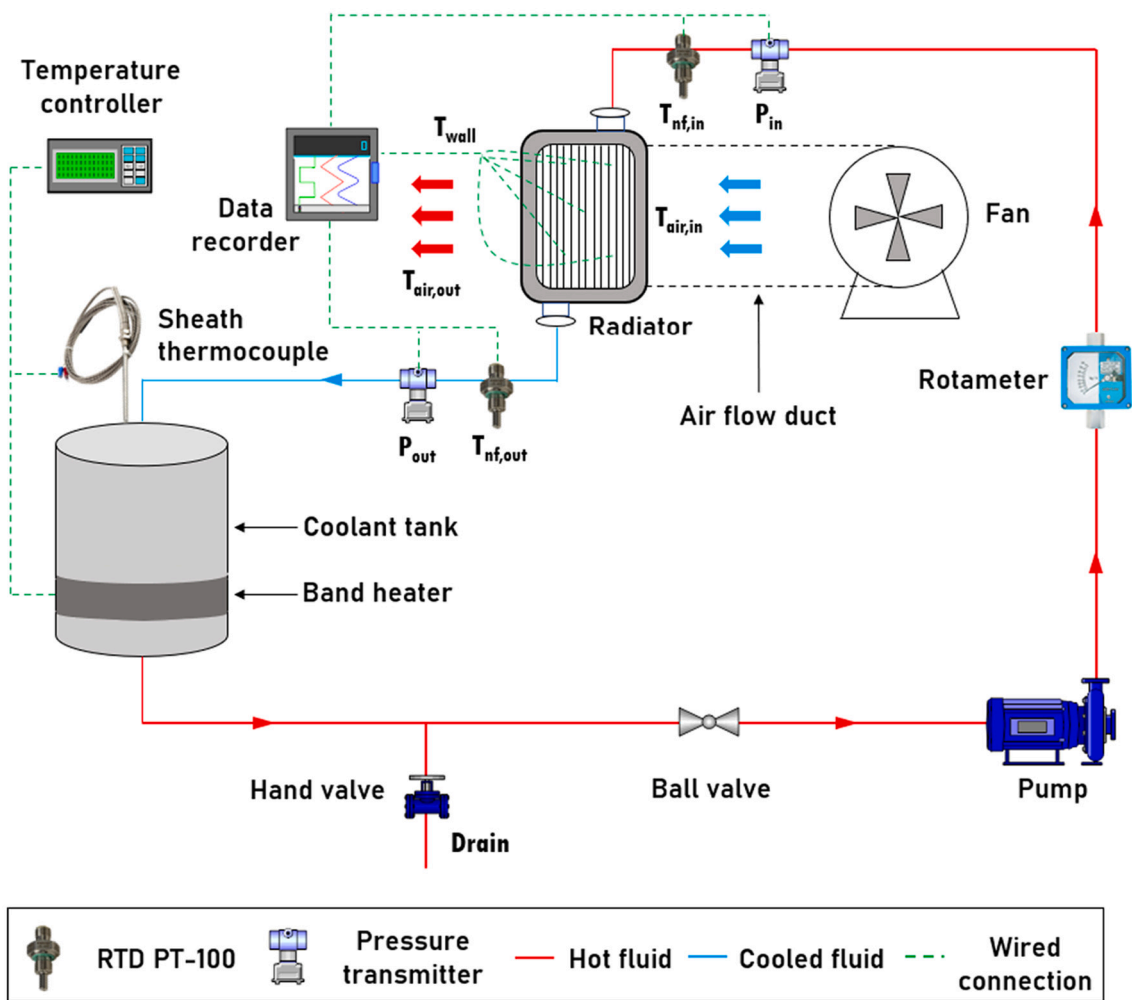 Temperature
controller
T_nf,in
P_in
T_wall
Data
recorder
T_air,in
Fan
T_air,out
Radiator
Sheath
thermocouple
Rotameter
Air flow duct
P_out
T_nf,out
Coolant tank
Band heater
Hand valve
Ball valve
Pump
Drain
RTD PT-100
Pressure
transmitter
Hot fluid
Cooled fluid
Wired
connection